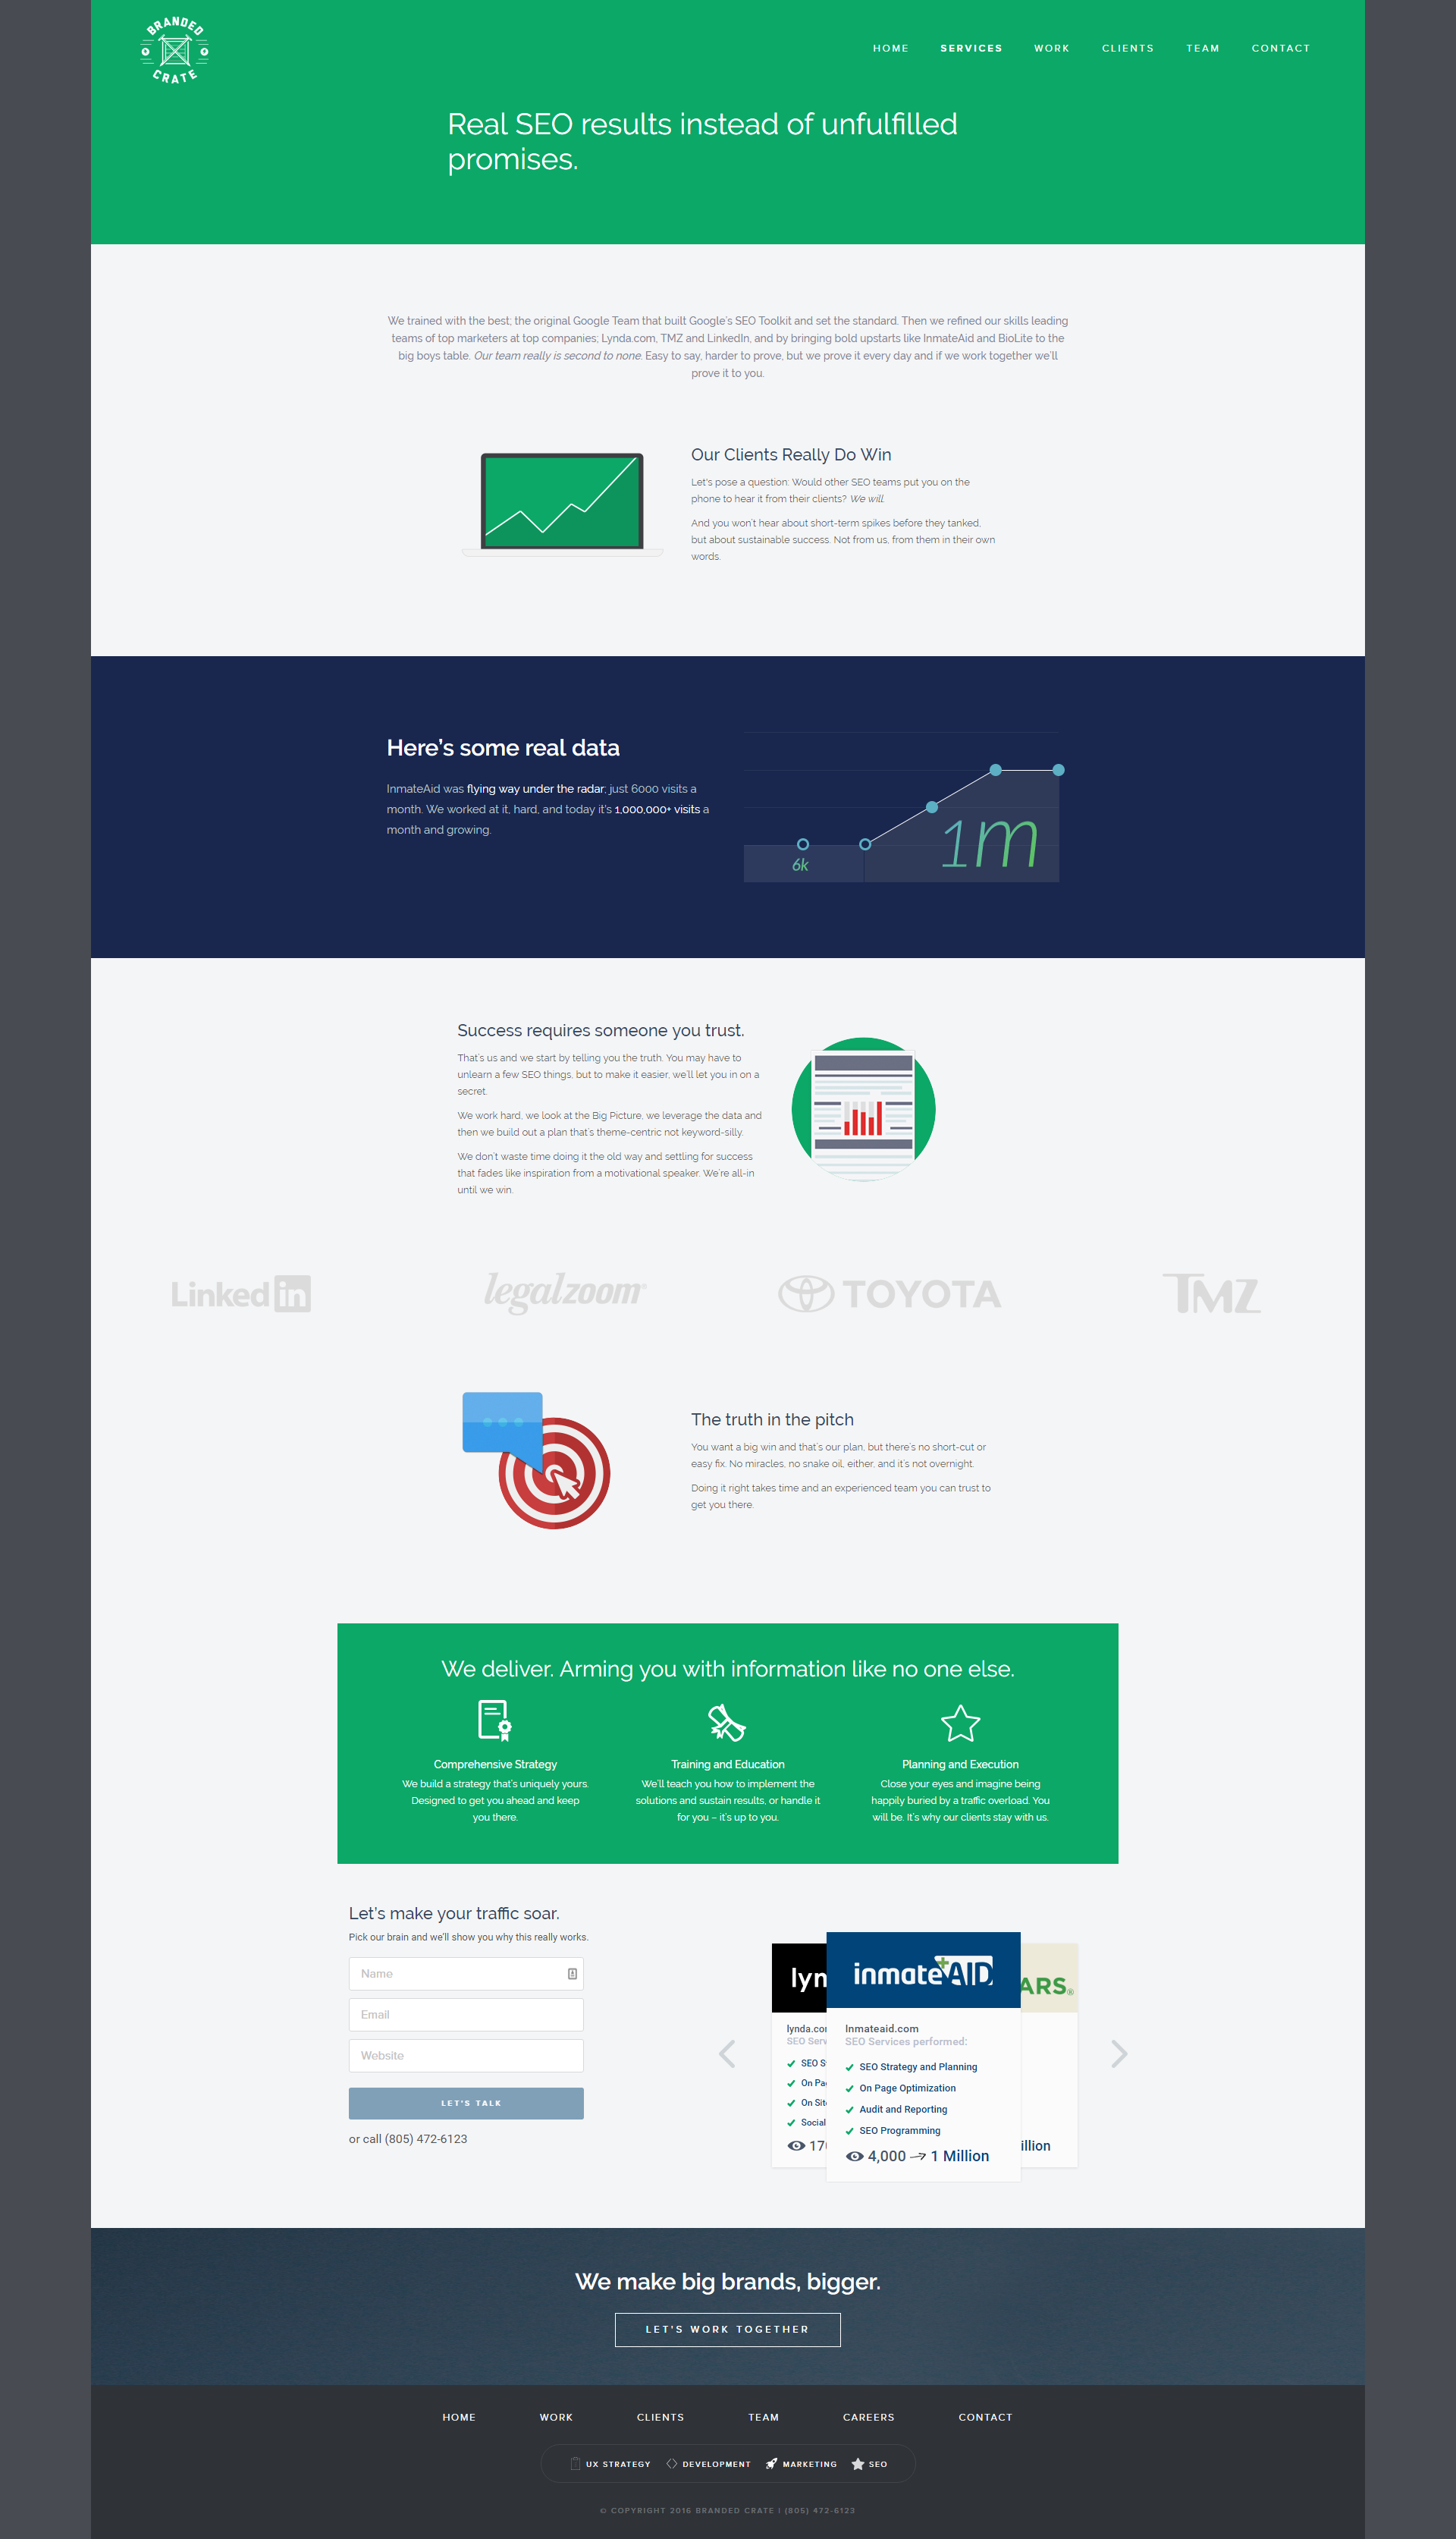 BRANDED
CRATE
HOME SERVICES WORK CLIENTS TEAM CONTACT
Real SEO results instead of unfulfilled
promises.
We trained with the best; the original Google Team that built Google's SEO Toolkit and set the standard. Then we refined our skills leading
teams of top marketers at top companies; Lynda.com, TMZ and LinkedIn, and by bringing bold upstarts like InmateAid and BioLite to the
big boys table. Our team really is second to none. Easy to say, harder to prove, but we prove it every day and if we work together we'll
prove it to you.
Our Clients Really Do Win
Let's pose a question: Would other SEO teams put you on the
phone to hear it from their clients? We will.
And you won't hear about short-term spikes before they tanked,
but about sustainable success. Not from us, from them in their own
words.
Here's some real data
InmateAid was flying way under the radar; just 6000 visits a
month. We worked at it, hard, and today it's 1,000,000+ visits a
month and growing.
6k
1m
Success requires someone you trust.
That's us and we start by telling you the truth. You may have to
unlearn a few SEO things, but to make it easier, we'll let you in on a
secret.
We work hard, we look at the Big Picture, we leverage the data and
then we build out a plan that's theme-centric not keyword-silly.
We don't waste time doing it the old way and settling for success
that fades like inspiration from a motivational speaker. We're all-in
until we win.
Linked in
legalzoom
TOYOTA
TMZ
The truth in the pitch
You want a big win and that's our plan, but there's no short-cut or
easy fix. No miracles, no snake oil, either, and it's not overnight.
Doing it right takes time and an experienced team you can trust to
get you there.
We deliver. Arming you with information like no one else.
Comprehensive Strategy
We build a strategy that's uniquely yours.
Designed to get you ahead and keep
you there.
Training and Education
We'll teach you how to implement the
solutions and sustain results, or handle it
for you – it's up to you.
Planning and Execution
Close your eyes and imagine being
happily buried by a traffic overload. You
will be. It's why our clients stay with us.
Let's make your traffic soar.
Pick our brain and we'll show you why this really works.
Name
Email
Website
LET'S TALK
or call (805) 472-6123
lyn
lynda.co
SEO Ser
SEO S
On Pa
On Sit
Social
17
inmateAID
Inmateaid.com
SEO Services performed:
SEO Strategy and Planning
On Page Optimization
Audit and Reporting
SEO Programming
4,000 → 1 Million
ARS®
illion
We make big brands, bigger.
LET'S WORK TOGETHER
HOME WORK CLIENTS TEAM CAREERS CONTACT
UX STRATEGY DEVELOPMENT MARKETING SEO
© COPYRIGHT 2016 BRANDED CRATE | (805) 472-6123